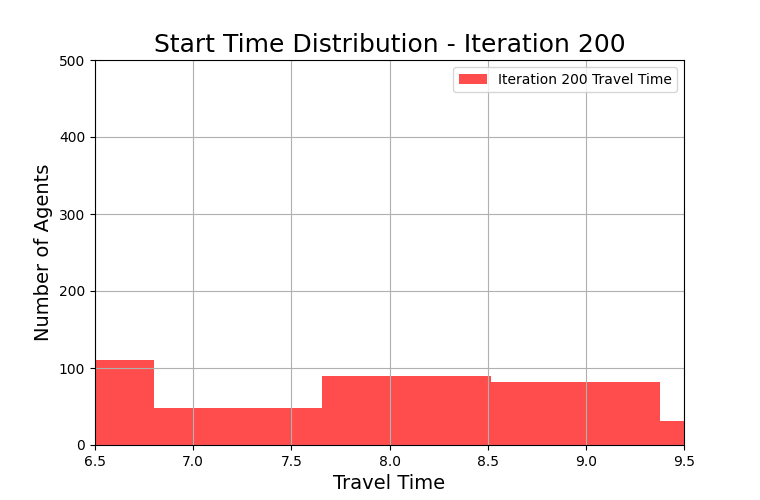 Start Time Distribution - Iteration 200
Iteration 200 Travel Time
Number of Agents
500
400
300
200
100
0
6.5 7.0 7.5 8.0 8.5 9.0 9.5
Travel Time